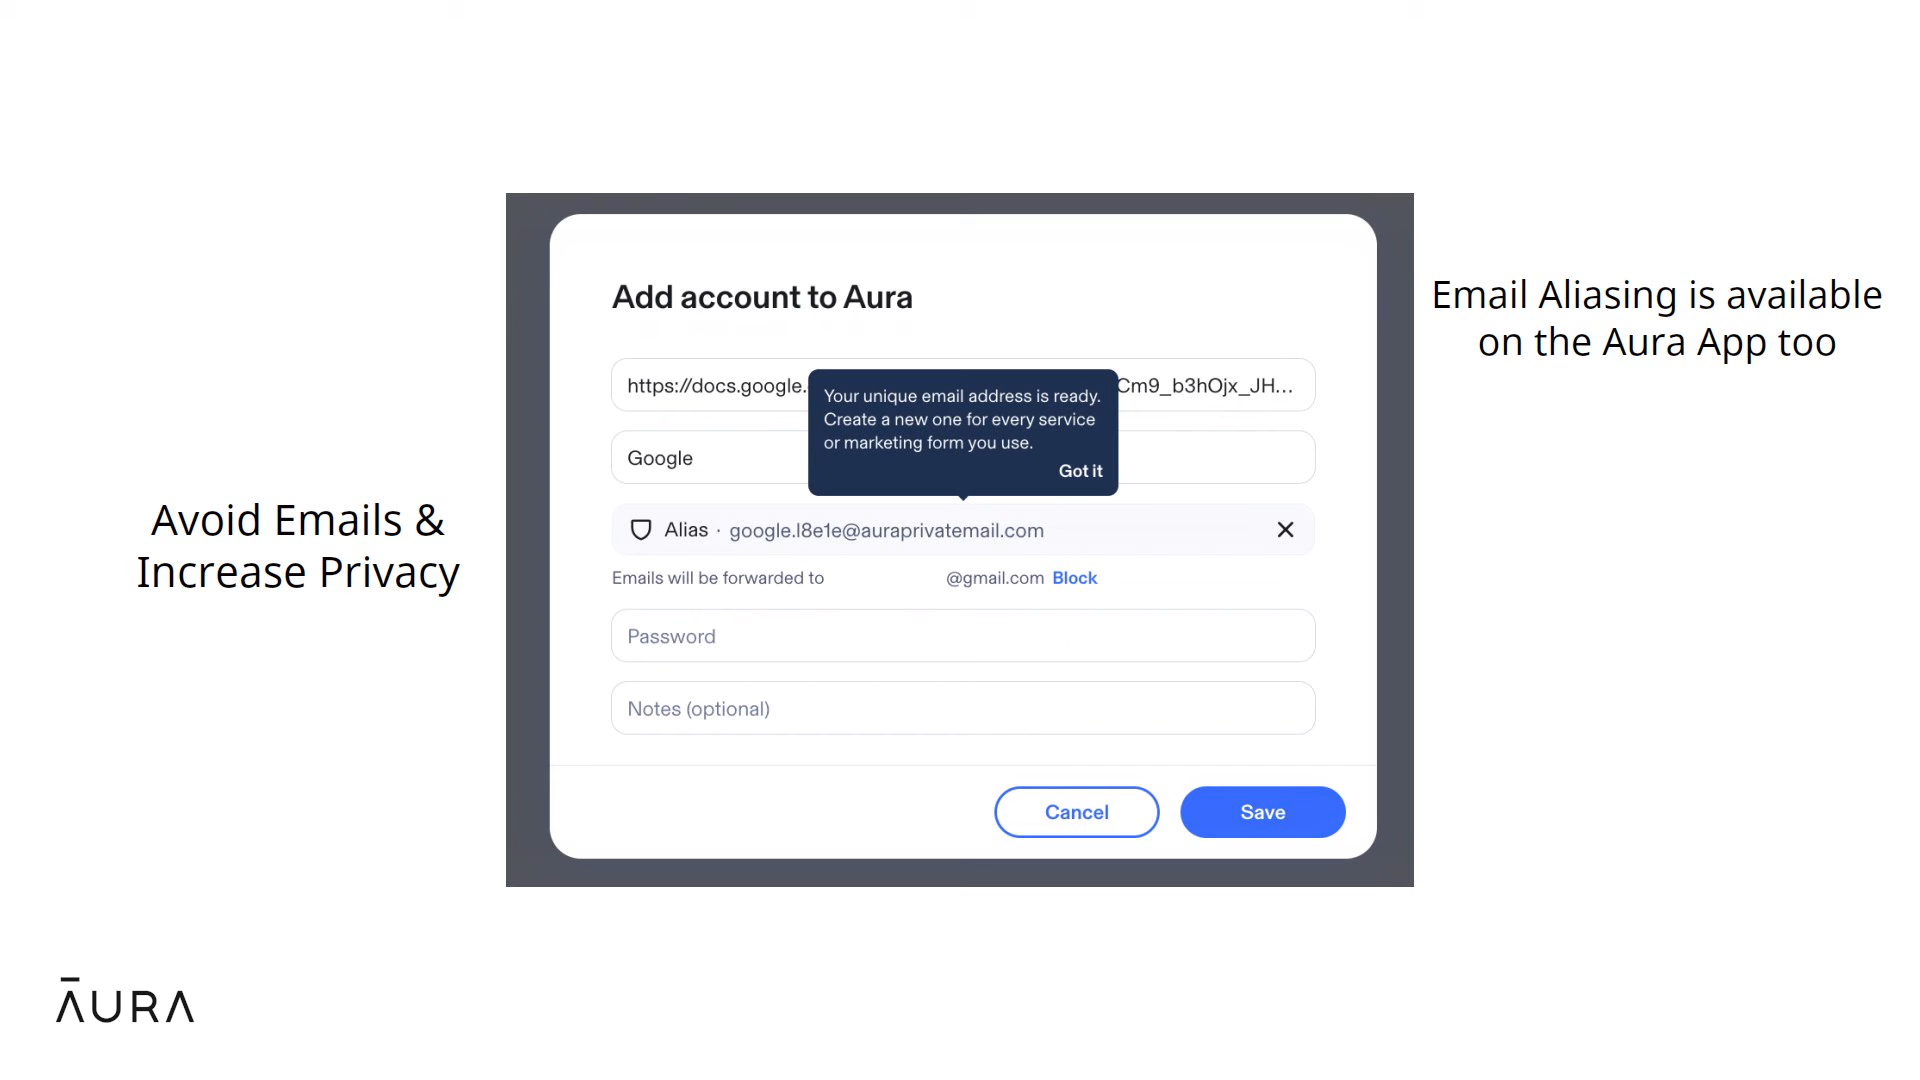 Add account to Aura
Email Aliasing is available
on the Aura App too
https://docs.google. Cm9_b3hOjx_JH...
Your unique email address is ready.
Create a new one for every service
or marketing form you use.
Got it
Google
Avoid Emails &
Increase Privacy
Alias · google.l8e1e@auraprivatemail.com
Emails will be forwarded to @gmail.com Block
Password
Notes (optional)
Cancel Save
ĀURA